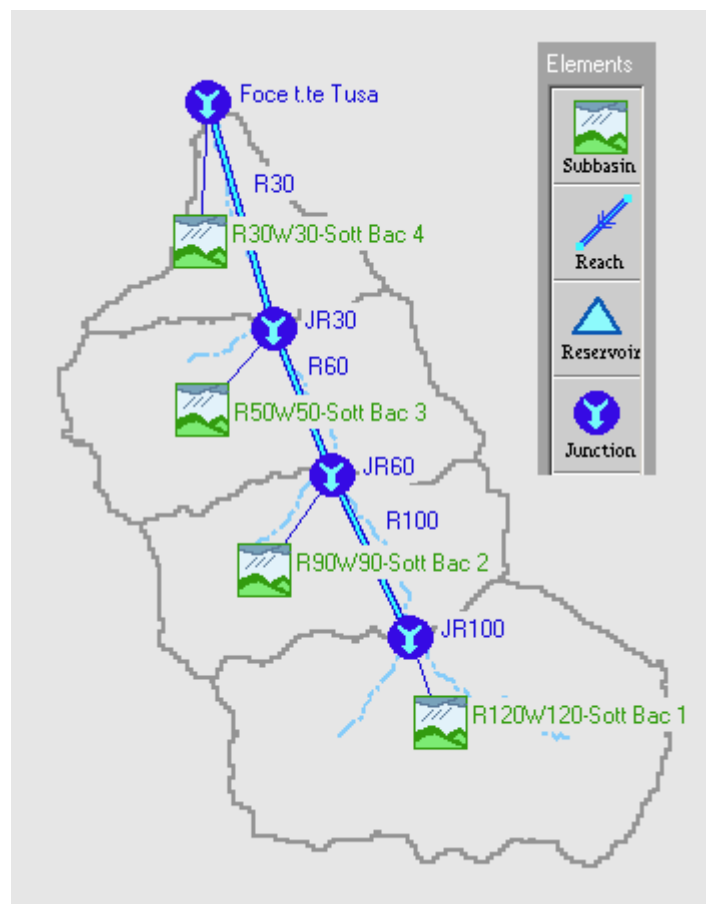 Elements
Foce t.te Tusa
Subbasin
R30
R30W30-Sott Bac 4
Reach
JR30
Reservoir
R60
R50W50-Sott Bac 3
Junction
JR60
R100
R90W90-Sott Bac 2
JR100
R120W120-Sott Bac 1